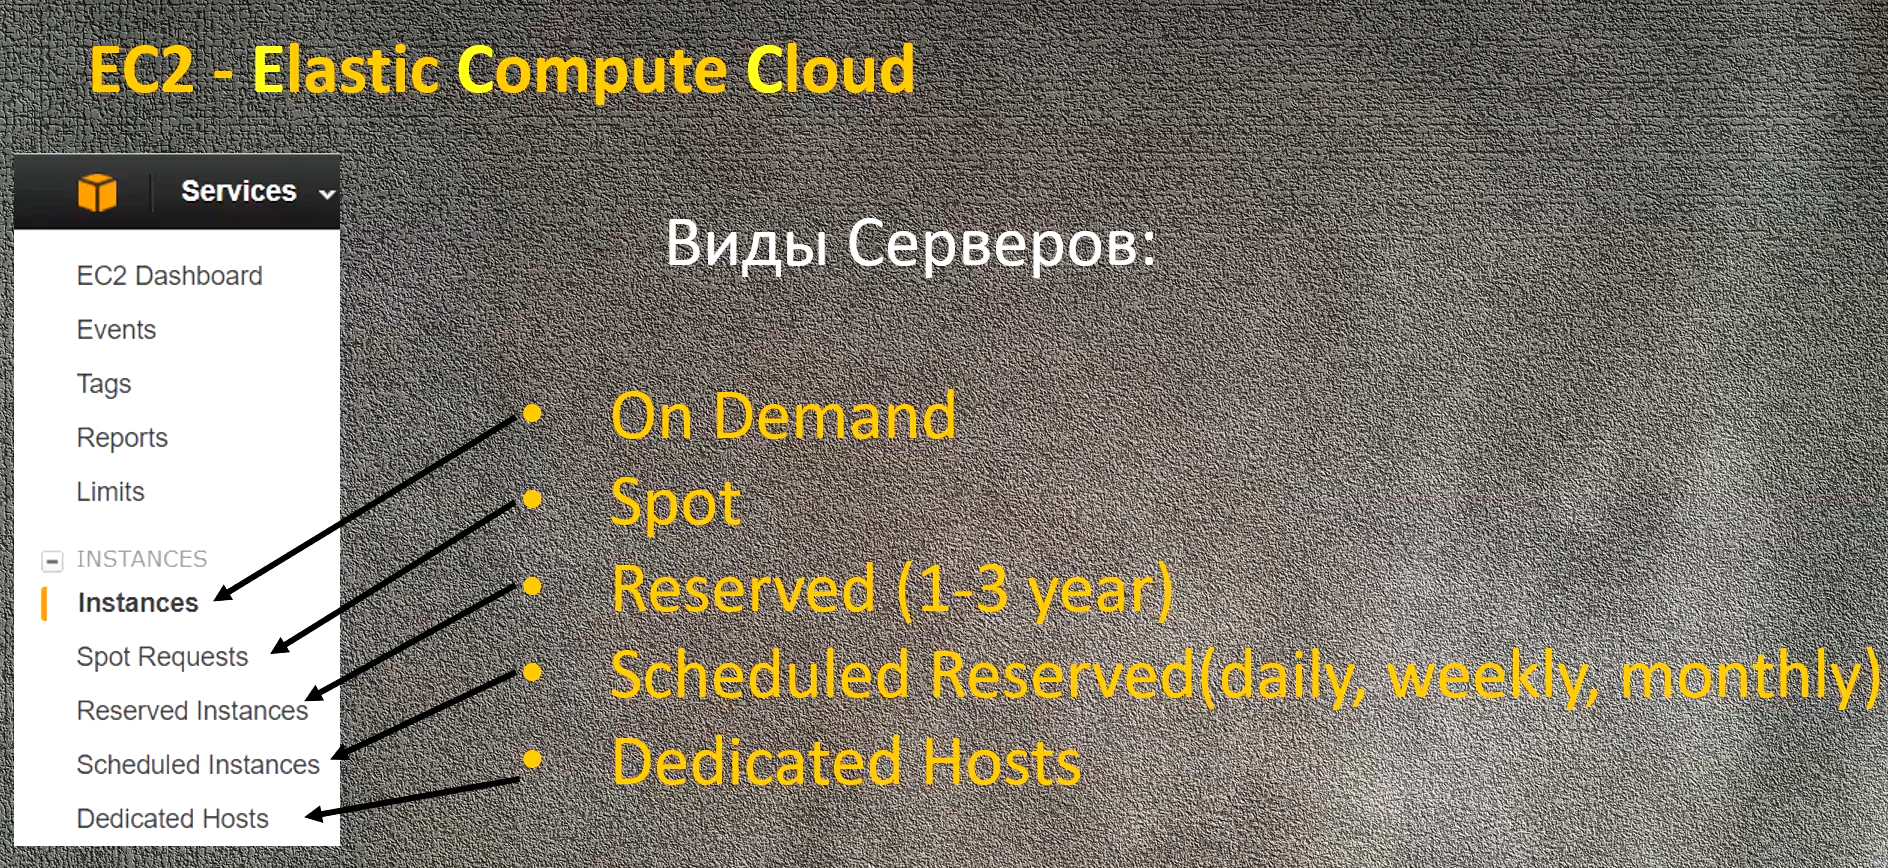 EC2 - Elastic Compute Cloud
Services
EC2 Dashboard
Events
Tags
Reports
Limits
INSTANCES
Instances
Spot Requests
Reserved Instances
Scheduled Instances
Dedicated Hosts
Виды Серверов:
• On Demand
• Spot
• Reserved (1-3 year)
• Scheduled Reserved(daily, weekly, monthly)
• Dedicated Hosts